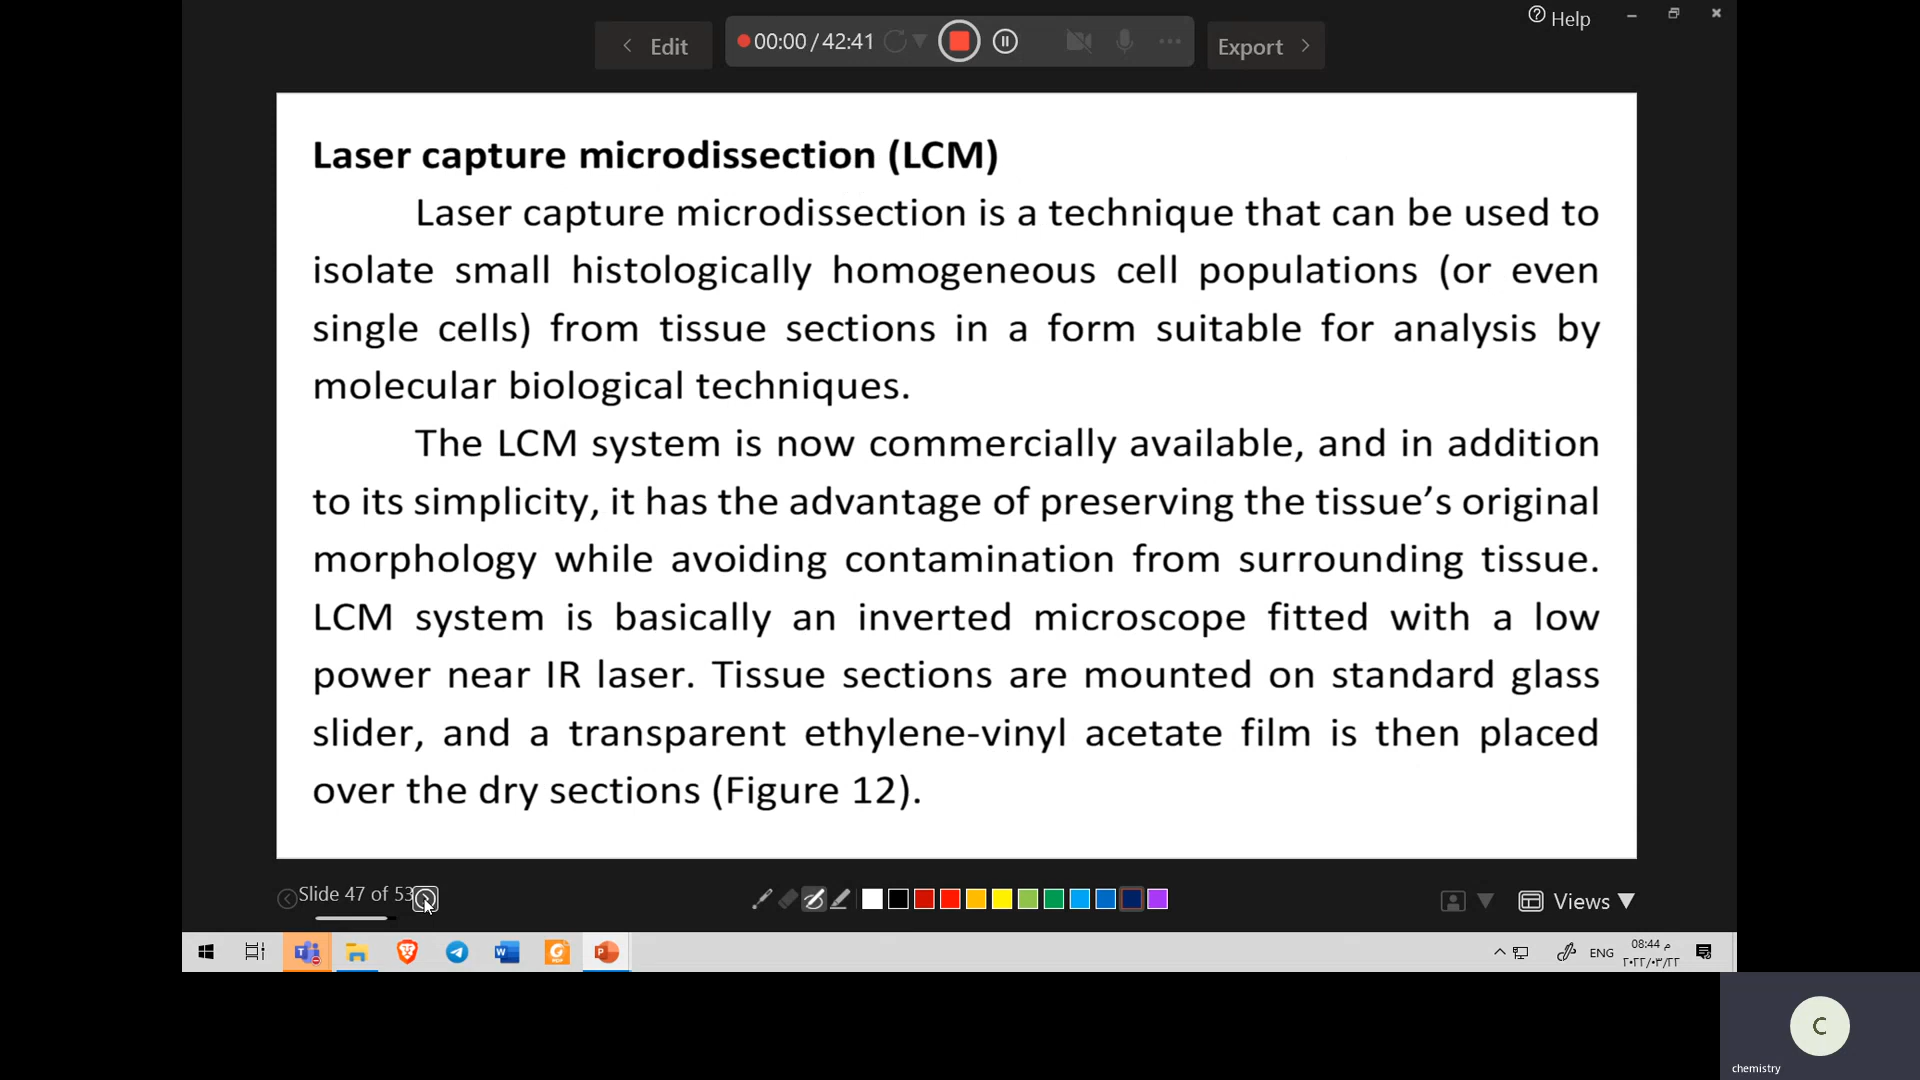 Help
Edit
00:00 / 42:41
Export
Laser capture microdissection (LCM)
Laser capture microdissection is a technique that can be used to
isolate small histologically homogeneous cell populations (or even
single cells) from tissue sections in a form suitable for analysis by
molecular biological techniques.
The LCM system is now commercially available, and in addition
to its simplicity, it has the advantage of preserving the tissue’s original
morphology while avoiding contamination from surrounding tissue.
LCM system is basically an inverted microscope fitted with a low
power near IR laser. Tissue sections are mounted on standard glass
slider, and a transparent ethylene-vinyl acetate film is then placed
over the dry sections (Figure 12).
Slide 47 of 53
Views
ENG
08:44 م
٢٠٢٢/٠٣/٢٢
C
chemistry